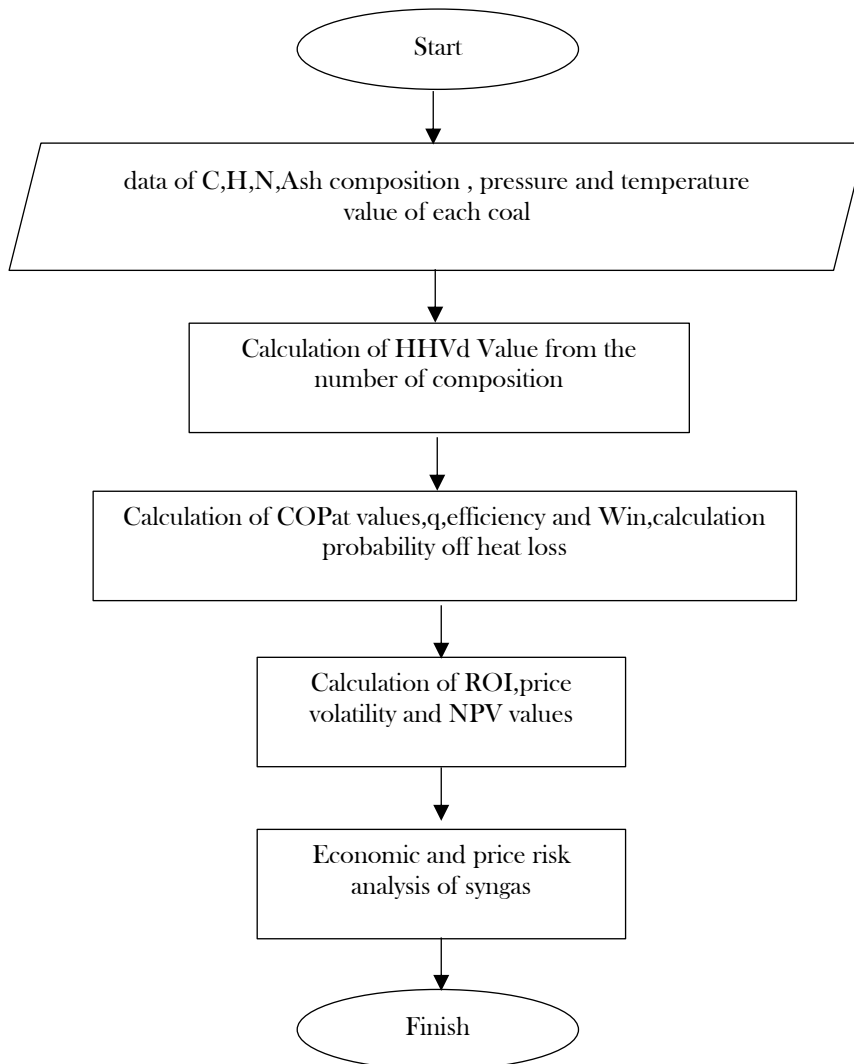 Start
data of C,H,N,Ash composition , pressure and temperature
value of each coal
Calculation of HHVd Value from the
number of composition
Calculation of COPat values,q,efficiency and Win,calculation
probability off heat loss
Calculation of ROI,price
volatility and NPV values
Economic and price risk
analysis of syngas
Finish